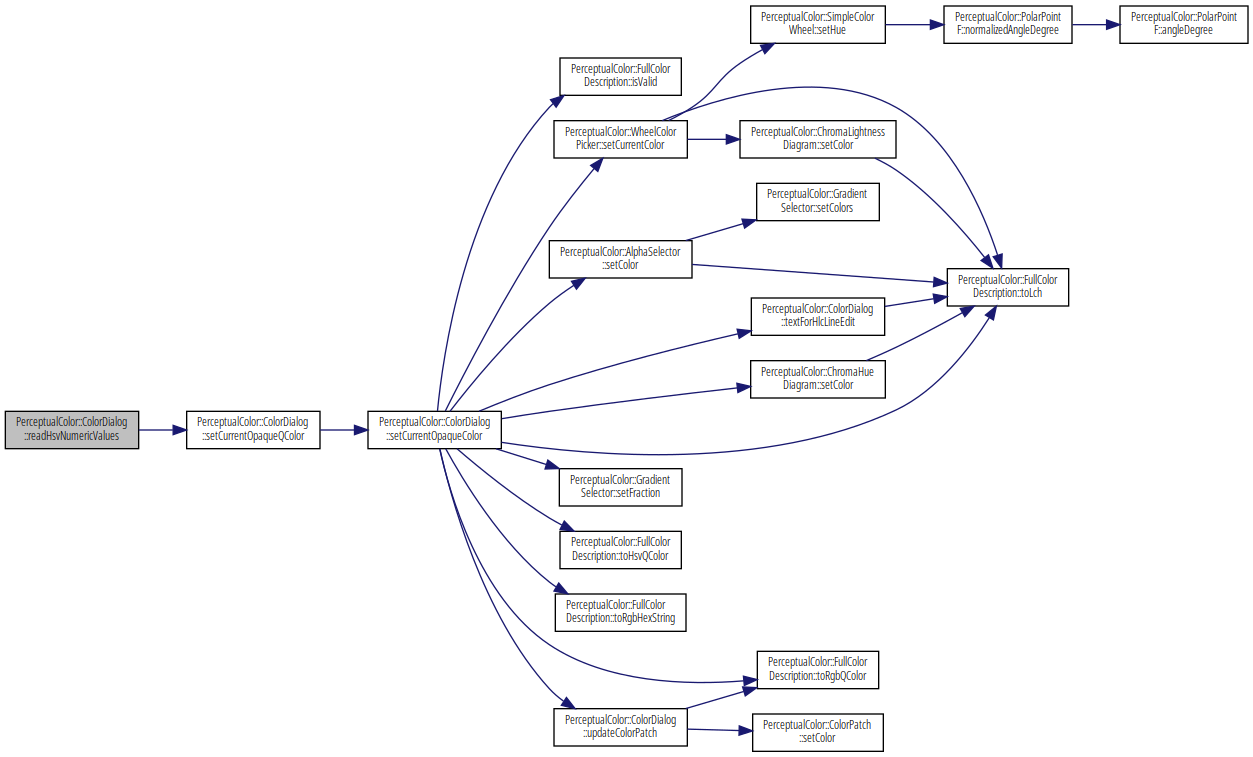 PerceptualColor::SimpleColor
Wheel::setHue
PerceptualColor::PolarPoint
F::normalizedAngleDegree
PerceptualColor::PolarPoint
F::angleDegree
PerceptualColor::FullColor
Description::isValid
PerceptualColor::WheelColor
Picker::setCurrentColor
PerceptualColor::ChromaLightness
Diagram::setColor
PerceptualColor::Gradient
Selector::setColors
PerceptualColor::AlphaSelector
::setColor
PerceptualColor::FullColor
Description::toLch
PerceptualColor::ColorDialog
::textForHlcLineEdit
PerceptualColor::ChromaHue
Diagram::setColor
PerceptualColor::ColorDialog
::readHsvNumericValues
PerceptualColor::ColorDialog
::setCurrentOpaqueQColor
PerceptualColor::ColorDialog
::setCurrentOpaqueColor
PerceptualColor::Gradient
Selector::setFraction
PerceptualColor::FullColor
Description::toHsvQColor
PerceptualColor::FullColor
Description::toRgbHexString
PerceptualColor::FullColor
Description::toRgbQColor
PerceptualColor::ColorDialog
::updateColorPatch
PerceptualColor::ColorPatch
::setColor